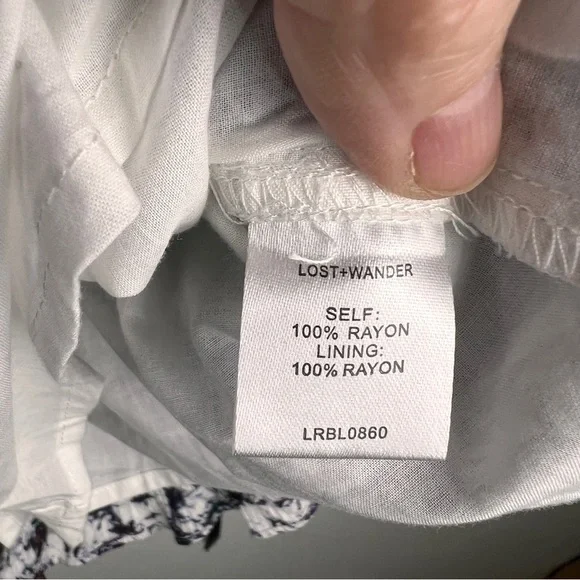 LOST+WANDER
SELF:
100% RAYON
LINING:
100% RAYON
LRBL0860